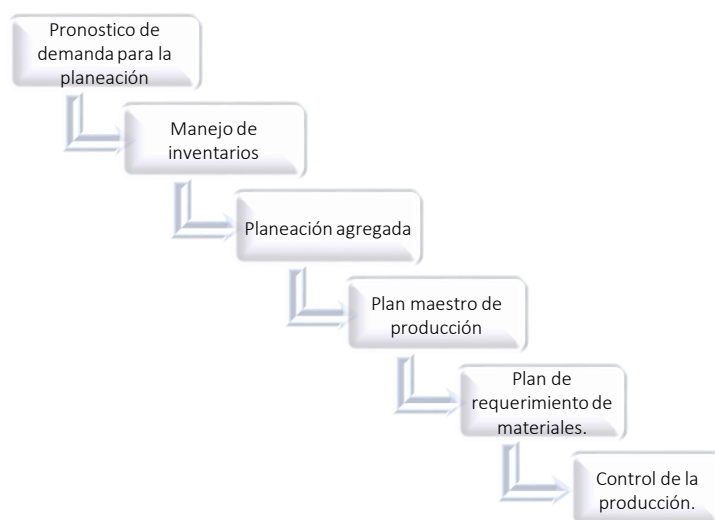 Pronostico de
demanda para la
planeación
Manejo de
inventarios
Planeación agregada
Plan maestro de
producción
Plan de
requerimiento de
materiales.
Control de la
producción.